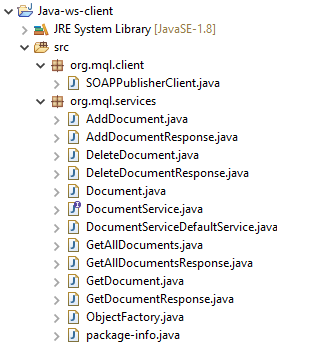 Java-ws-client
JRE System Library [JavaSE-1.8]
src
org.mql.client
SOAPPublisherClient.java
org.mql.services
AddDocument.java
AddDocumentResponse.java
DeleteDocument.java
DeleteDocumentResponse.java
Document.java
DocumentService.java
DocumentServiceDefaultService.java
GetAllDocuments.java
GetAllDocumentsResponse.java
GetDocument.java
GetDocumentResponse.java
ObjectFactory.java
package-info.java